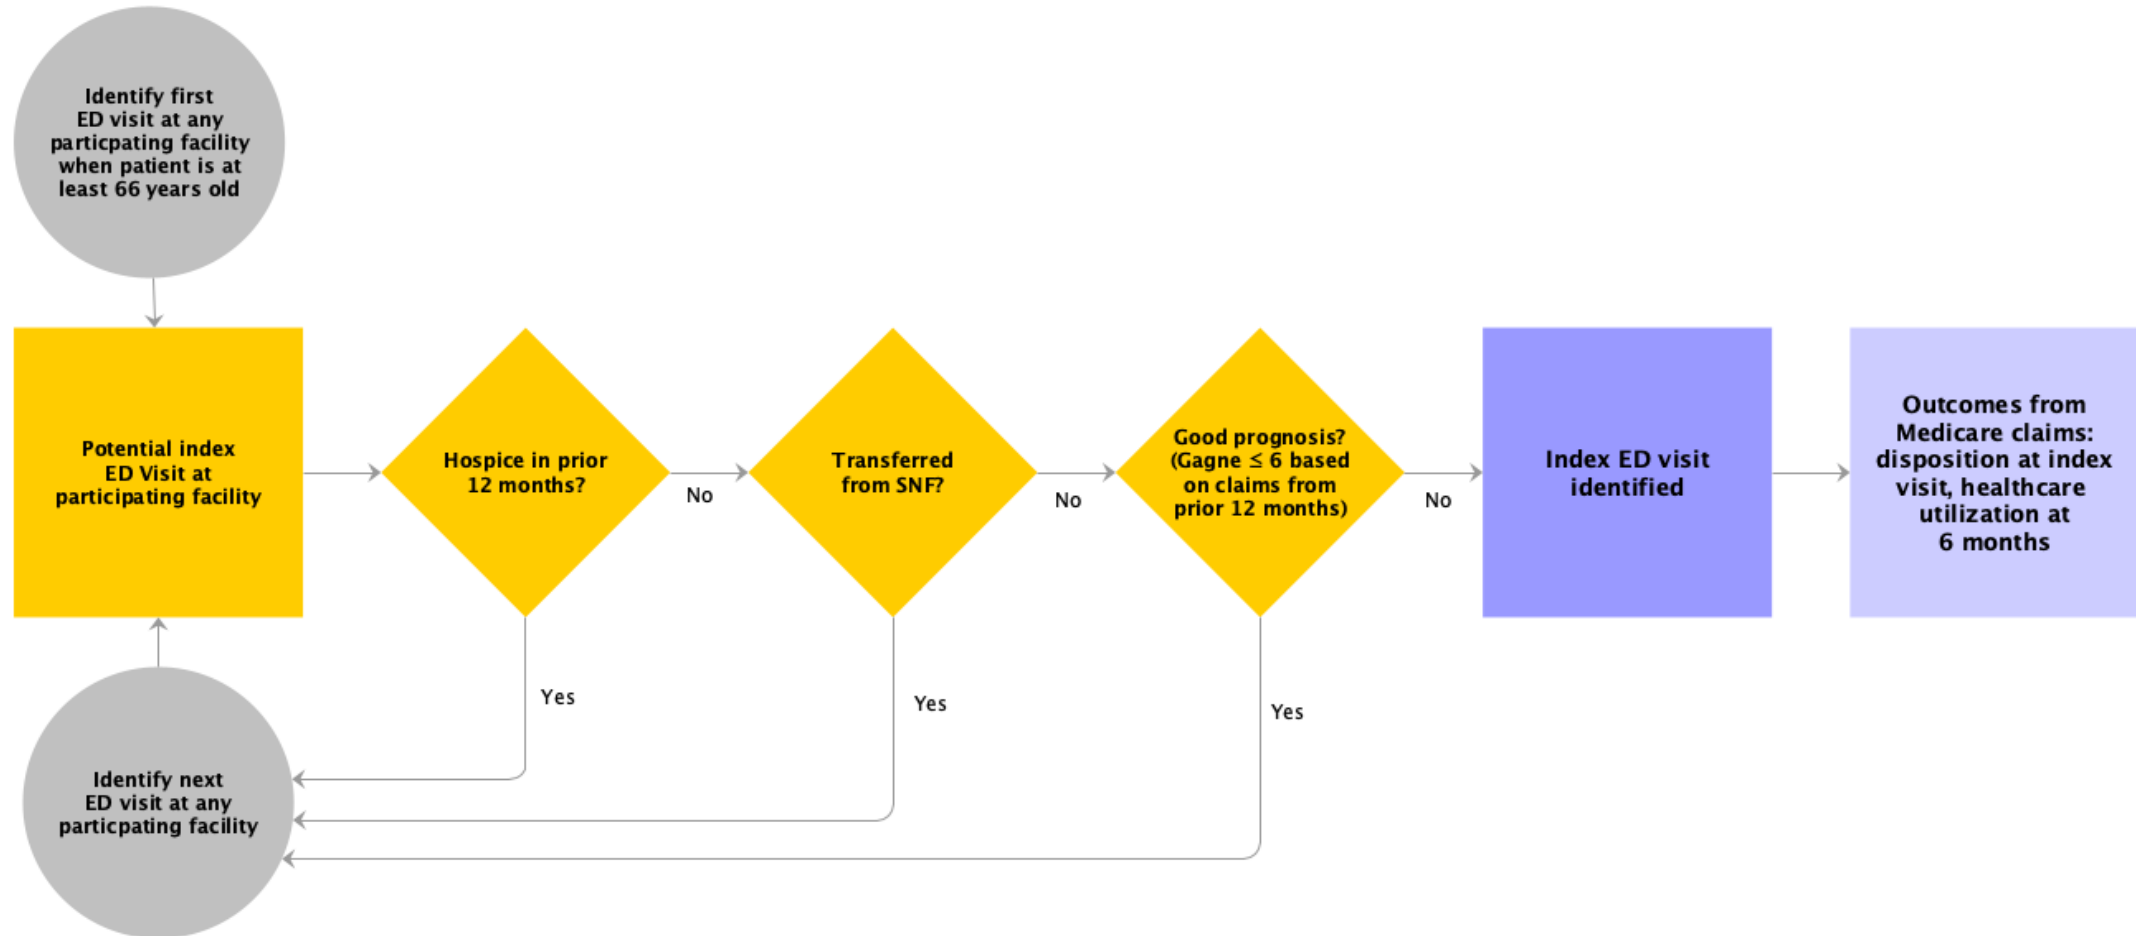 Identify first
ED visit at any
particpating facility
when patient is at
least 66 years old
Potential index
ED Visit at
participating facility
Hospice in prior
12 months?
No
Transferred
from SNF?
No
Good prognosis?
(Gagne ≤ 6 based
on claims from
prior 12 months)
No
Index ED visit
identified
Outcomes from
Medicare claims:
disposition at index
visit, healthcare
utilization at
6 months
Yes
Yes
Yes
Identify next
ED visit at any
particpating facility